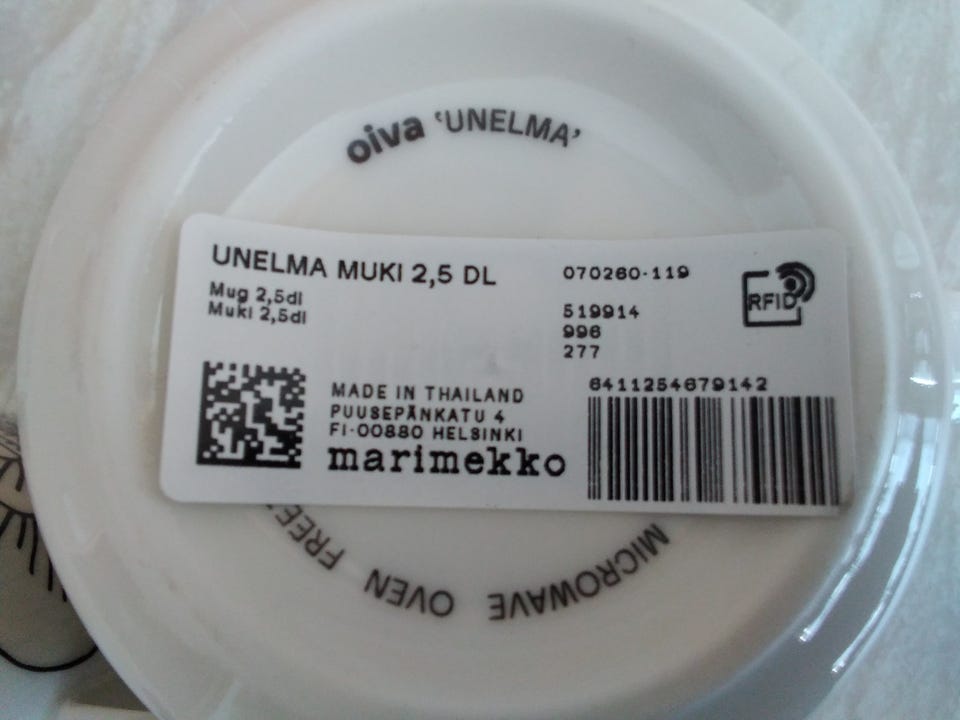 oiva ‘UNELMA’
UNELMA MUKI 2,5 DL
Mug 2,5dl
Muki 2,5dl
070260-119
519914
996
277
RFID
6411254679142
MADE IN THAILAND
PUUSEPÄNKATU 4
FI-00880 HELSINKI
marimekko
MICROWAVE OVEN